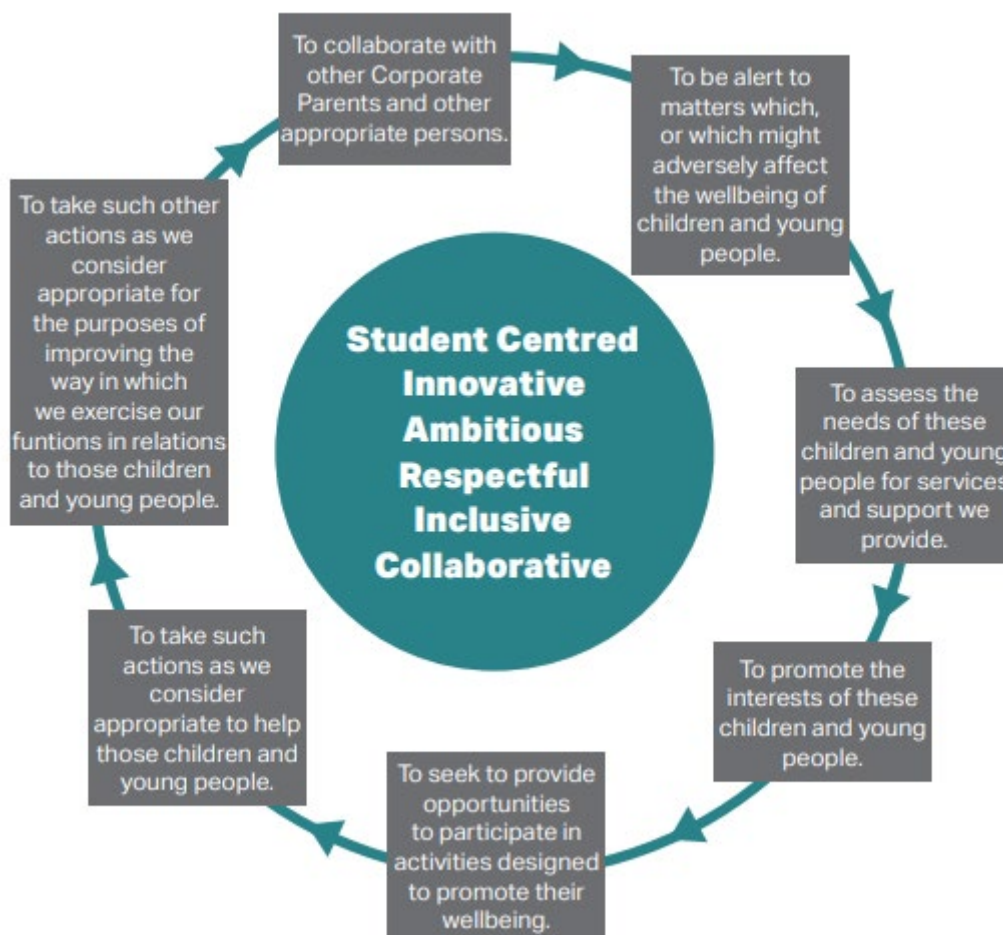 To collaborate with
other Corporate
Parents and other
appropriate persons.
To be alert to
matters which,
or which might
adversely affect
the wellbeing of
children and young
people.
To assess the
needs of these
children and young
people for services
and support we
provide.
To promote the
interests of these
children and young
people.
To seek to provide
opportunities
to participate in
activities designed
to promote their
wellbeing.
To take such
actions as we
consider
appropriate to help
those children and
young people.
To take such other
actions as we
consider
appropriate for
the purposes of
improving the
way in which
we exercise our
funtions in relations
to those children
and young people.
Student Centred
Innovative
Ambitious
Respectful
Inclusive
Collaborative